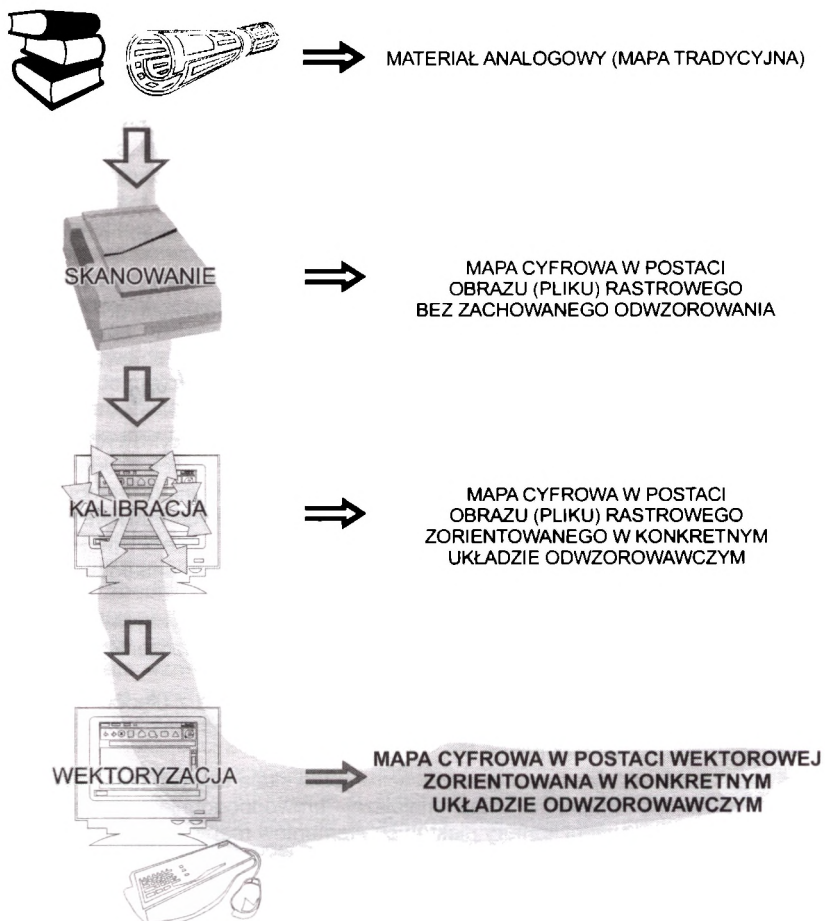 MATERIAŁ ANALOGOWY (MAPA TRADYCYJNA)
SKANOWANIE
MAPA CYFROWA W POSTACI
OBRAZU (PLIKU) RASTROWEGO
BEZ ZACHOWANEGO ODWZOROWANIA
KALIBRACJA
MAPA CYFROWA W POSTACI
OBRAZU (PLIKU) RASTROWEGO
ZORIENTOWANEGO W KONKRETNYM
UKŁADZIE ODWZOROWAWCZYM
WEKTORYZACJA
MAPA CYFROWA W POSTACI WEKTOROWEJ
ZORIENTOWANA W KONKRETNYM
UKŁADZIE ODWZOROWAWCZYM